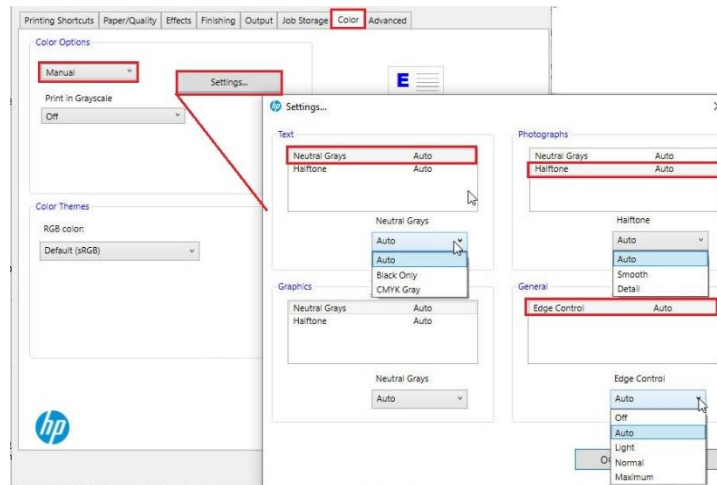 Printing Shortcuts Paper/Quality Effects Finishing Output Job Storage Color Advanced
Color Options
Manual
Settings...
E
Print in Grayscale
Off
Color Themes
RGB color:
Default (sRGB)
hp
hp Settings...
Text
Neutral Grays Auto
Halftone Auto
Neutral Grays
Auto
Auto
Black Only
CMYK Gray
Photographs
Neutral Grays Auto
Halftone Auto
Halftone
Auto
Auto
Smooth
Detail
Graphics
Neutral Grays Auto
Halftone Auto
Neutral Grays
Auto
General
Edge Control Auto
Edge Control
Auto
Off
Auto
Light
Normal
Maximum